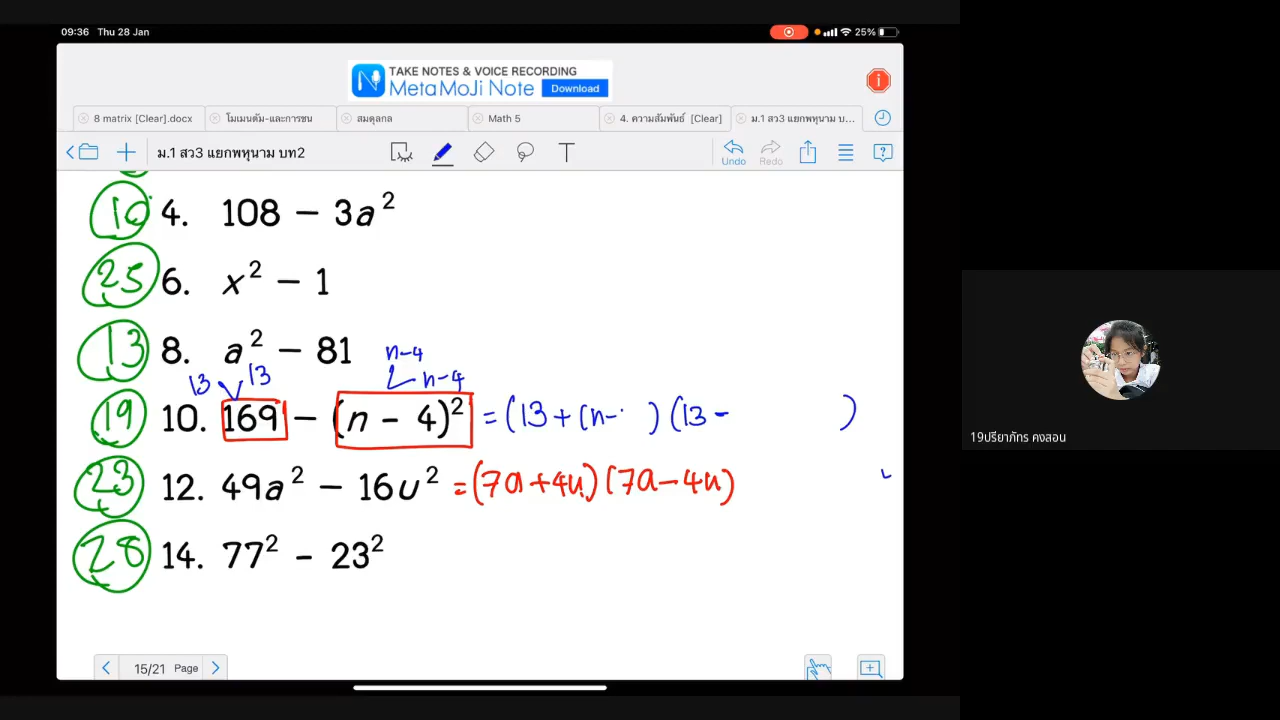 09:36 Thu 28 Jan 25%
TAKE NOTES & VOICE RECORDING
MetaMoJi Note Download
8 matrix [Clear].docx โมเมนตัม-และการชน สมดุลกล Math 5 4. ความสัมพันธ์ [Clear] ม.1 สว3 แยกพหุนาม บ...
ม.1 สว3 แยกพหุนาม บท2 T Undo Redo
10 4. 108 − 3a²
25 6. x² − 1
13 8. a² − 81
n-4
13 13 n-4
19 10. 169 − (n − 4)² = (13 + (n- ) (13 - )
23 12. 49a² − 16u² = (7a + 4u) (7a - 4u)
28 14. 77² - 23²
19ปรียาภัทร คงสอน
15/21 Page